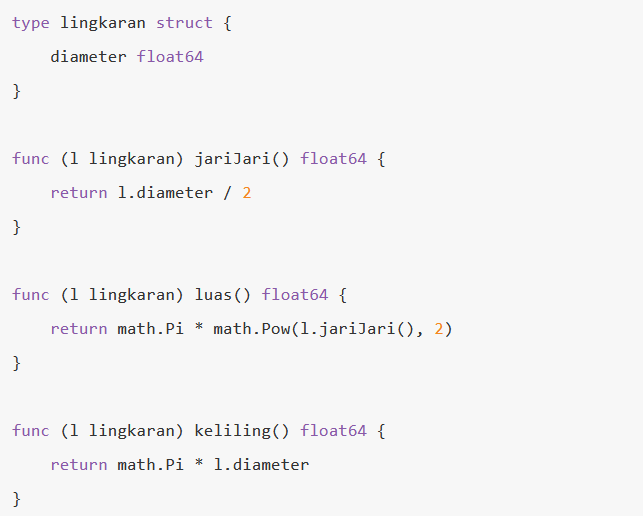 type lingkaran struct {
    diameter float64
}

func (l lingkaran) jariJari() float64 {
    return l.diameter / 2
}

func (l lingkaran) luas() float64 {
    return math.Pi * math.Pow(l.jariJari(), 2)
}

func (l lingkaran) keliling() float64 {
    return math.Pi * l.diameter
}